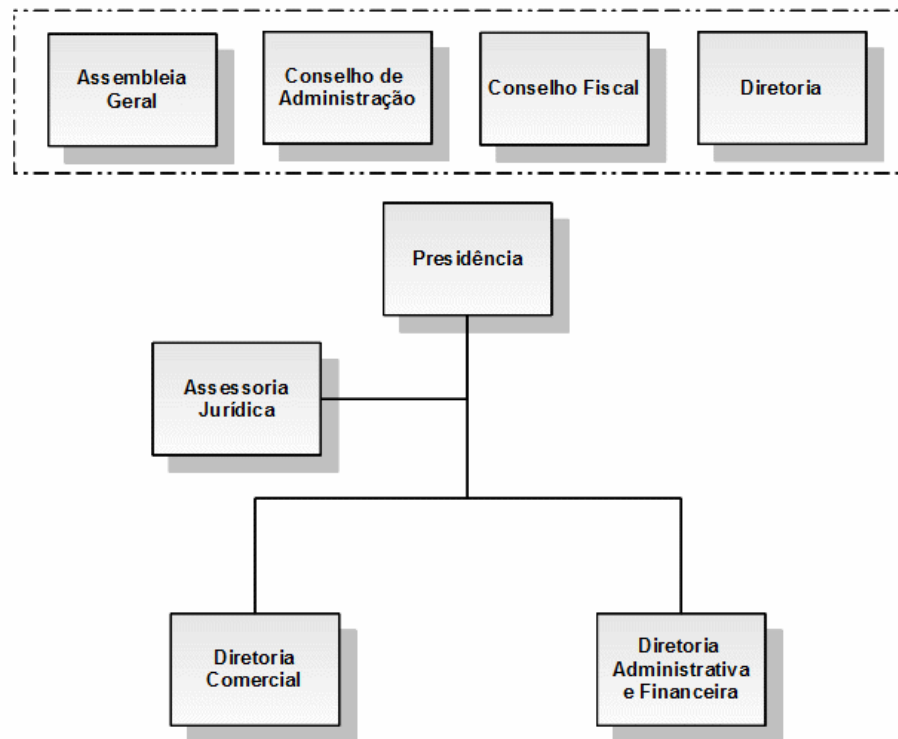 Assembleia
Geral
Conselho de
Administração
Conselho Fiscal
Diretoria
Presidência
Assessoria
Jurídica
Diretoria
Comercial
Diretoria
Administrativa
e Financeira